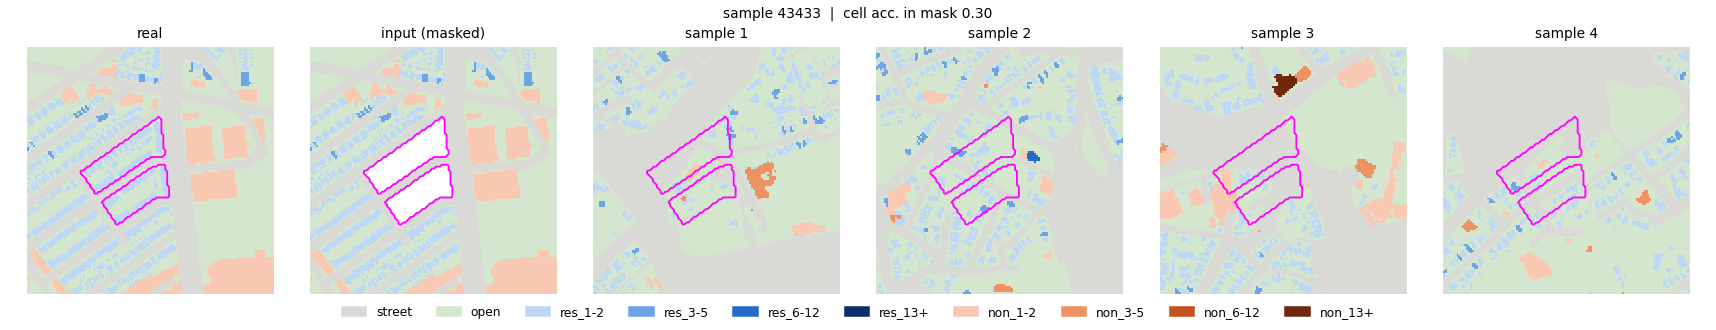 sample 43433  |  cell acc. in mask 0.30
real
input (masked)
sample 1
sample 2
sample 3
sample 4
street
open
res_1-2
res_3-5
res_6-12
res_13+
non_1-2
non_3-5
non_6-12
non_13+